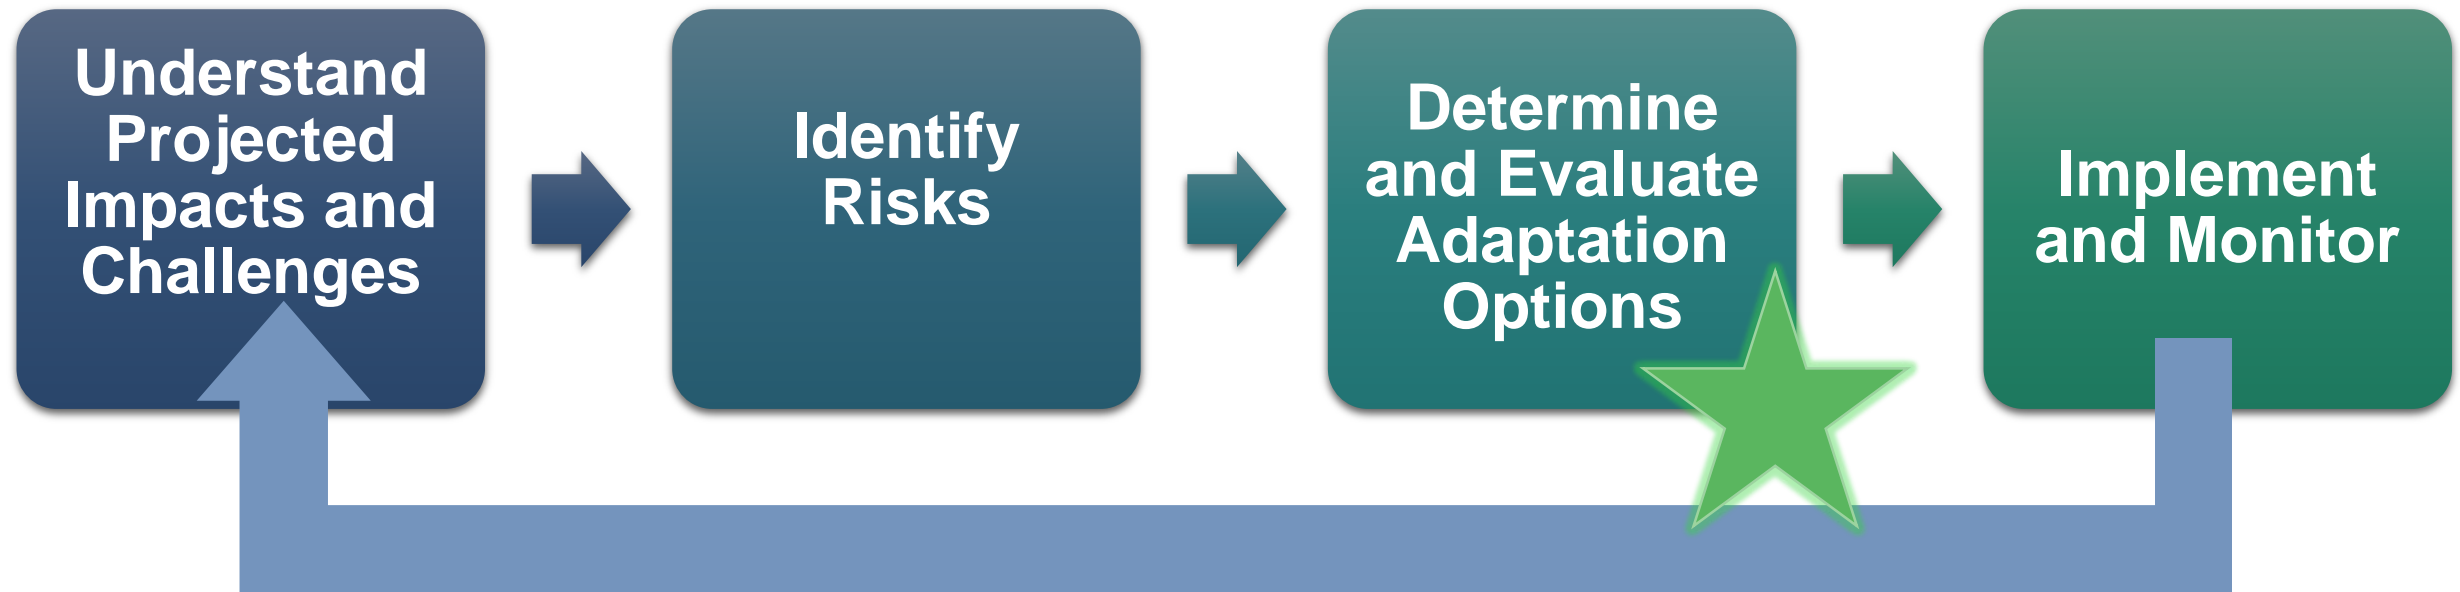 Understand
Projected
Impacts and
Challenges
Identify
Risks
Determine
and Evaluate
Adaptation
Options
Implement
and Monitor